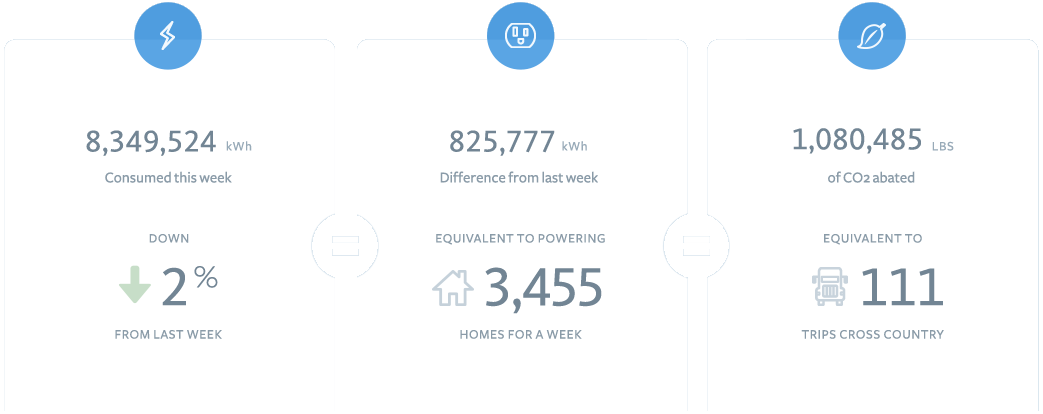 8,349,524 kWh
Consumed this week
DOWN
2%
FROM LAST WEEK
825,777 kWh
Difference from last week
EQUIVALENT TO POWERING
3,455
HOMES FOR A WEEK
1,080,485 LBS
of CO2 abated
EQUIVALENT TO
111
TRIPS CROSS COUNTRY